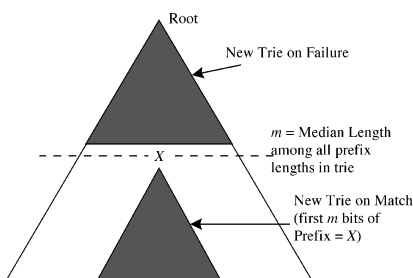 Root
New Trie on Failure
m = Median Length
among all prefix
lengths in trie
X
New Trie on Match
(first m bits of
Prefix = X)